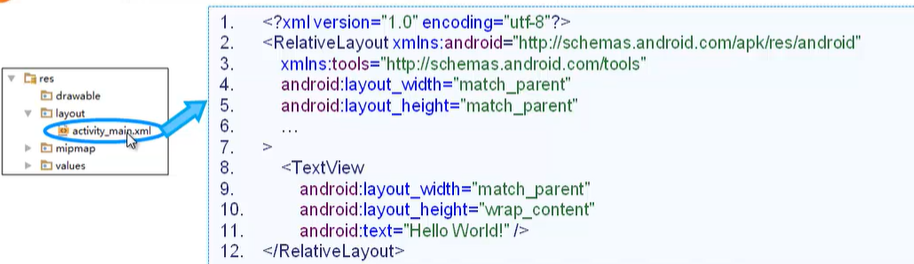 res
drawable
layout
activity_main.xml
mipmap
values
1. <?xml version="1.0" encoding="utf-8"?>
2. <RelativeLayout xmlns:android="http://schemas.android.com/apk/res/android"
3. xmlns:tools="http://schemas.android.com/tools"
4. android:layout_width="match_parent"
5. android:layout_height="match_parent"
6. ...
7. >
8. <TextView
9. android:layout_width="match_parent"
10. android:layout_height="wrap_content"
11. android:text="Hello World!" />
12. </RelativeLayout>